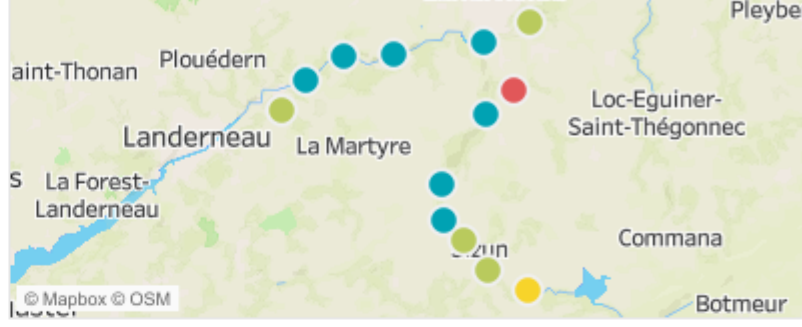 Pleybe
Plouédern
aint-Thonan
Loc-Eguiner-
Saint-Thégonnec
Landerneau
La Martyre
s
La Forest-
Landerneau
Commana
© Mapbox © OSM
Botmeur